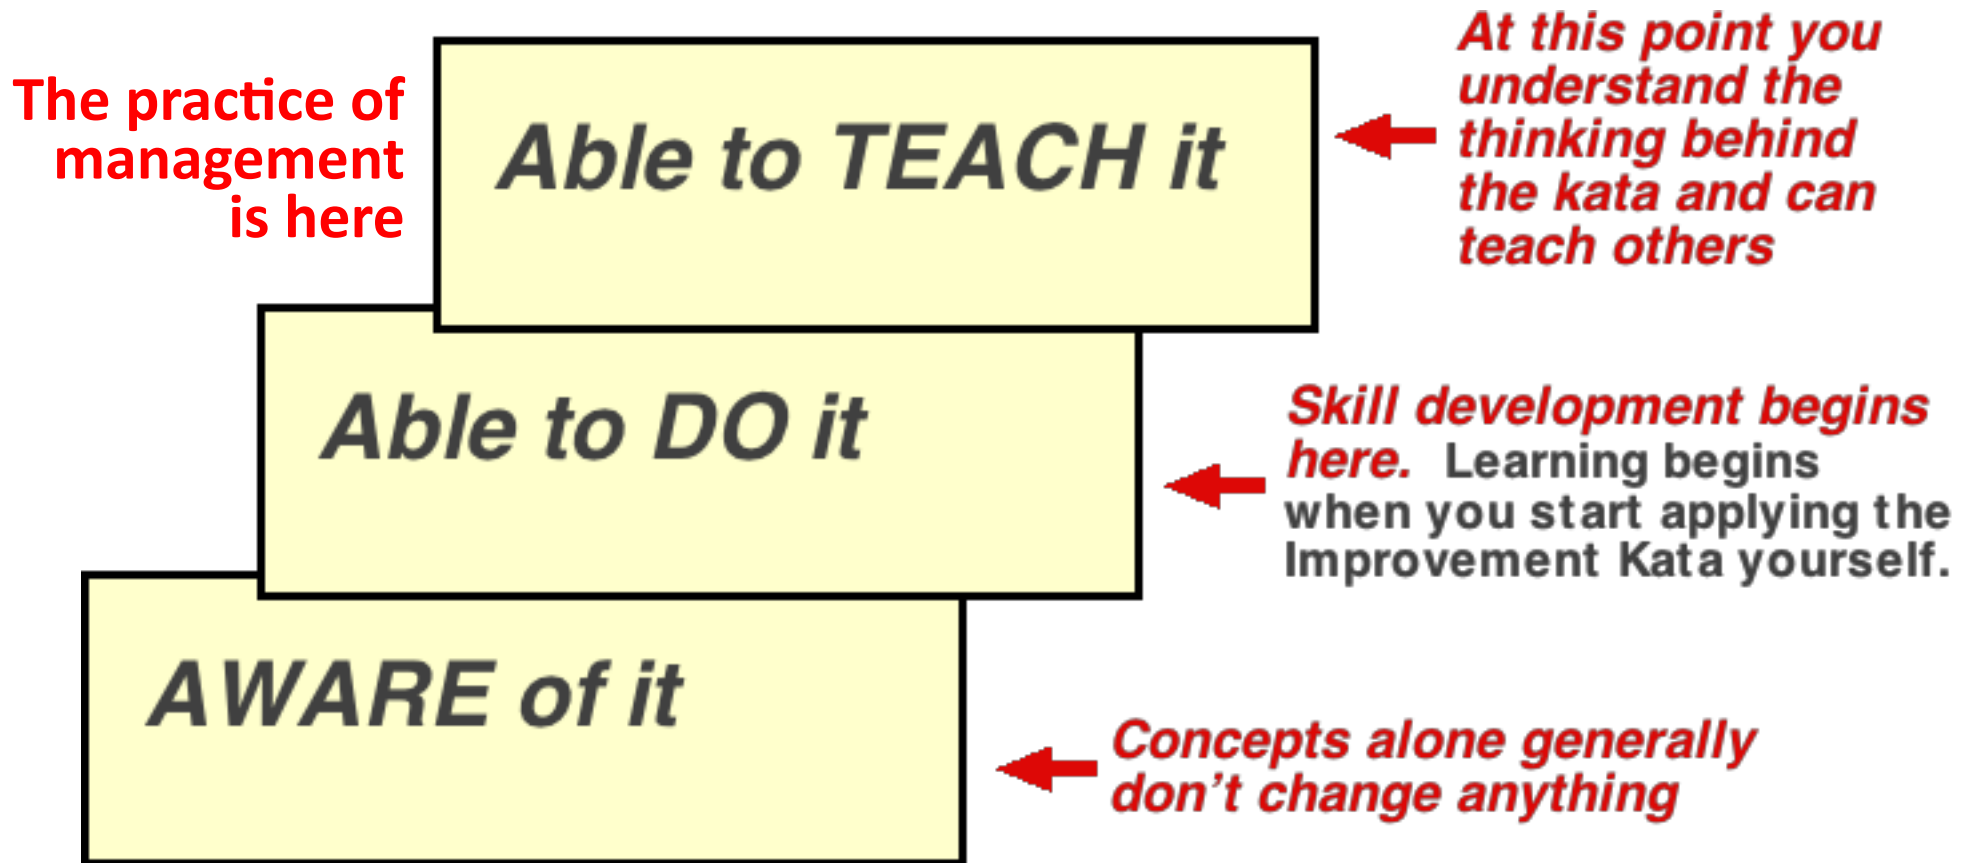 The practice of
management
is here
Able to TEACH it
At this point you
understand the
thinking behind
the kata and can
teach others
Able to DO it
Skill development begins
here. Learning begins
when you start applying the
Improvement Kata yourself.
AWARE of it
Concepts alone generally
don’t change anything